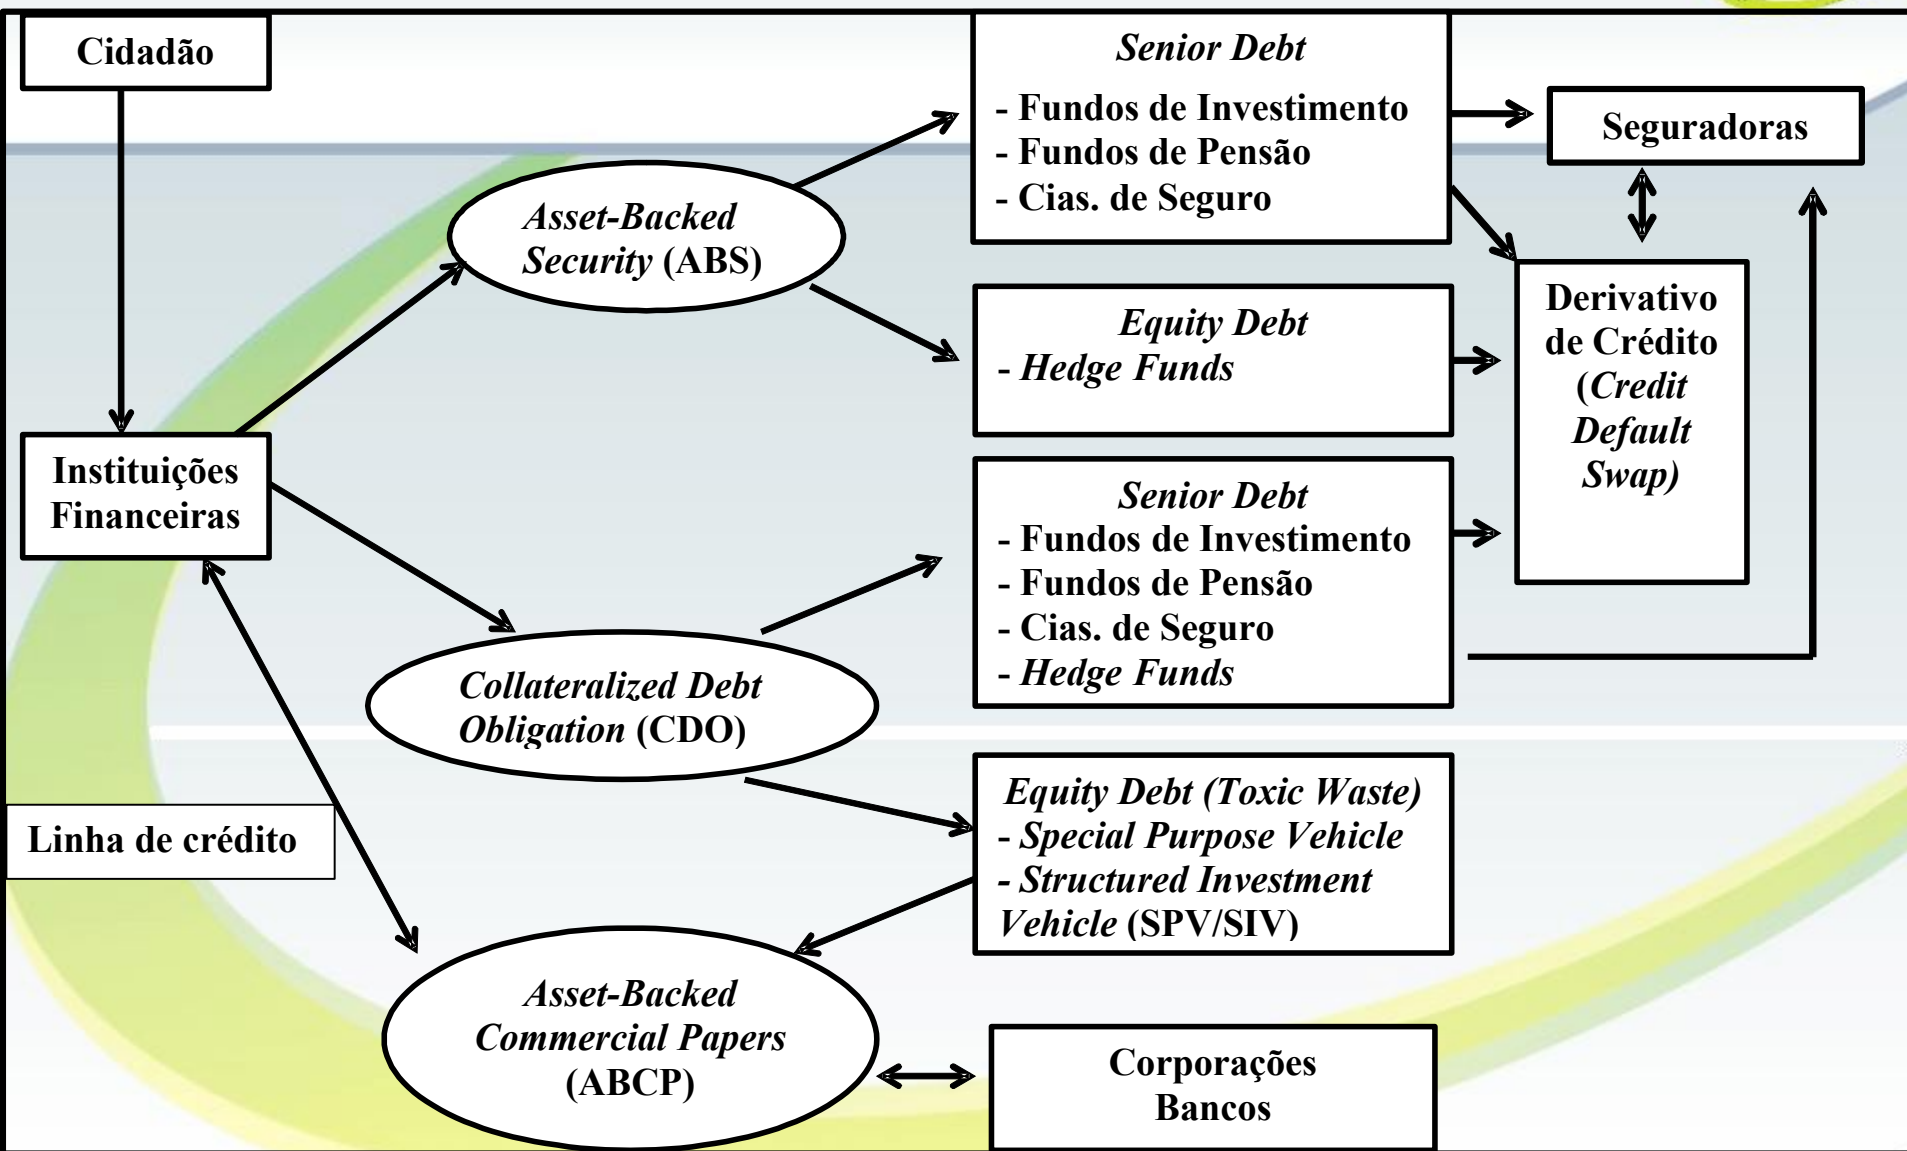 Cidadão
Senior Debt
- Fundos de Investimento
- Fundos de Pensão
- Cias. de Seguro
Seguradoras
Asset-Backed
Security (ABS)
Equity Debt
- Hedge Funds
Derivativo
de Crédito
(Credit
Default
Swap)
Instituições
Financeiras
Senior Debt
- Fundos de Investimento
- Fundos de Pensão
- Cias. de Seguro
- Hedge Funds
Collateralized Debt
Obligation (CDO)
Equity Debt (Toxic Waste)
- Special Purpose Vehicle
- Structured Investment
Vehicle (SPV/SIV)
Linha de crédito
Asset-Backed
Commercial Papers
(ABCP)
Corporações
Bancos